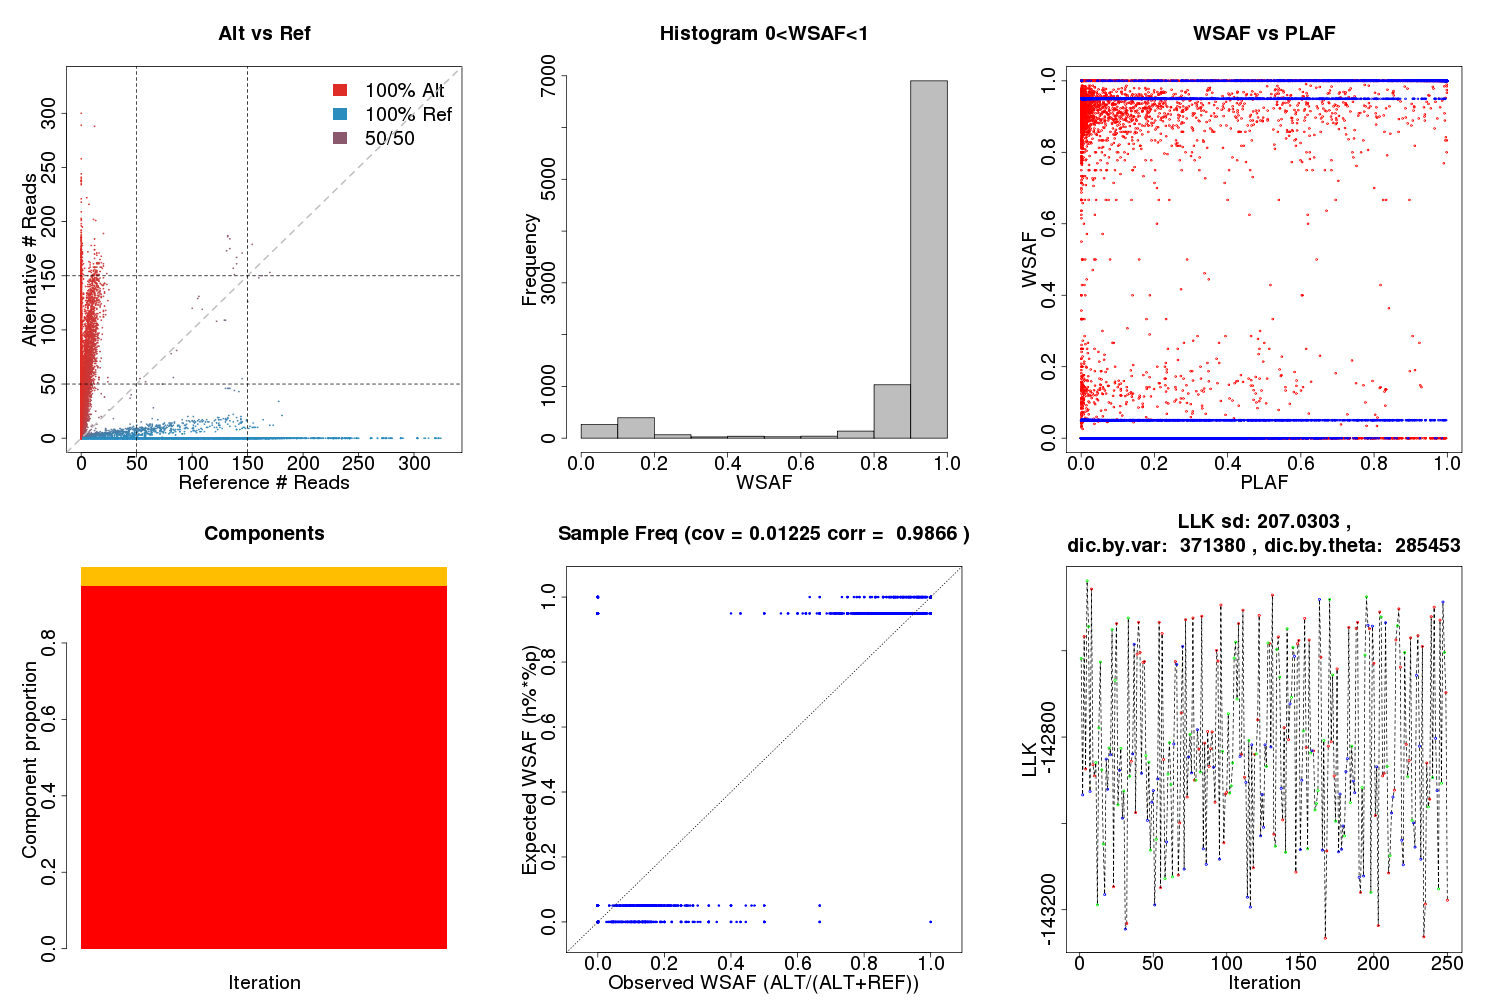 Alt vs Ref
Alternative # Reads
0 50 100 150 200 250 300
100% Alt
100% Ref
50/50
0 50 100 150 200 250 300
Reference # Reads
Histogram 0<WSAF<1
Frequency
0 1000 3000 5000 7000
0.0 0.2 0.4 0.6 0.8 1.0
WSAF
WSAF vs PLAF
WSAF
0.0 0.2 0.4 0.6 0.8 1.0
0.0 0.2 0.4 0.6 0.8 1.0
PLAF
Components
Component proportion
0.0 0.2 0.4 0.6 0.8
Iteration
Sample Freq (cov = 0.01225 corr = 0.9866 )
Expected WSAF (h%*%p)
0.0 0.2 0.4 0.6 0.8 1.0
0.0 0.2 0.4 0.6 0.8 1.0
Observed WSAF (ALT/(ALT+REF))
LLK sd: 207.0303 ,
dic.by.var: 371380 , dic.by.theta: 285453
LLK
-143200 -142800
0 50 100 150 200 250
Iteration